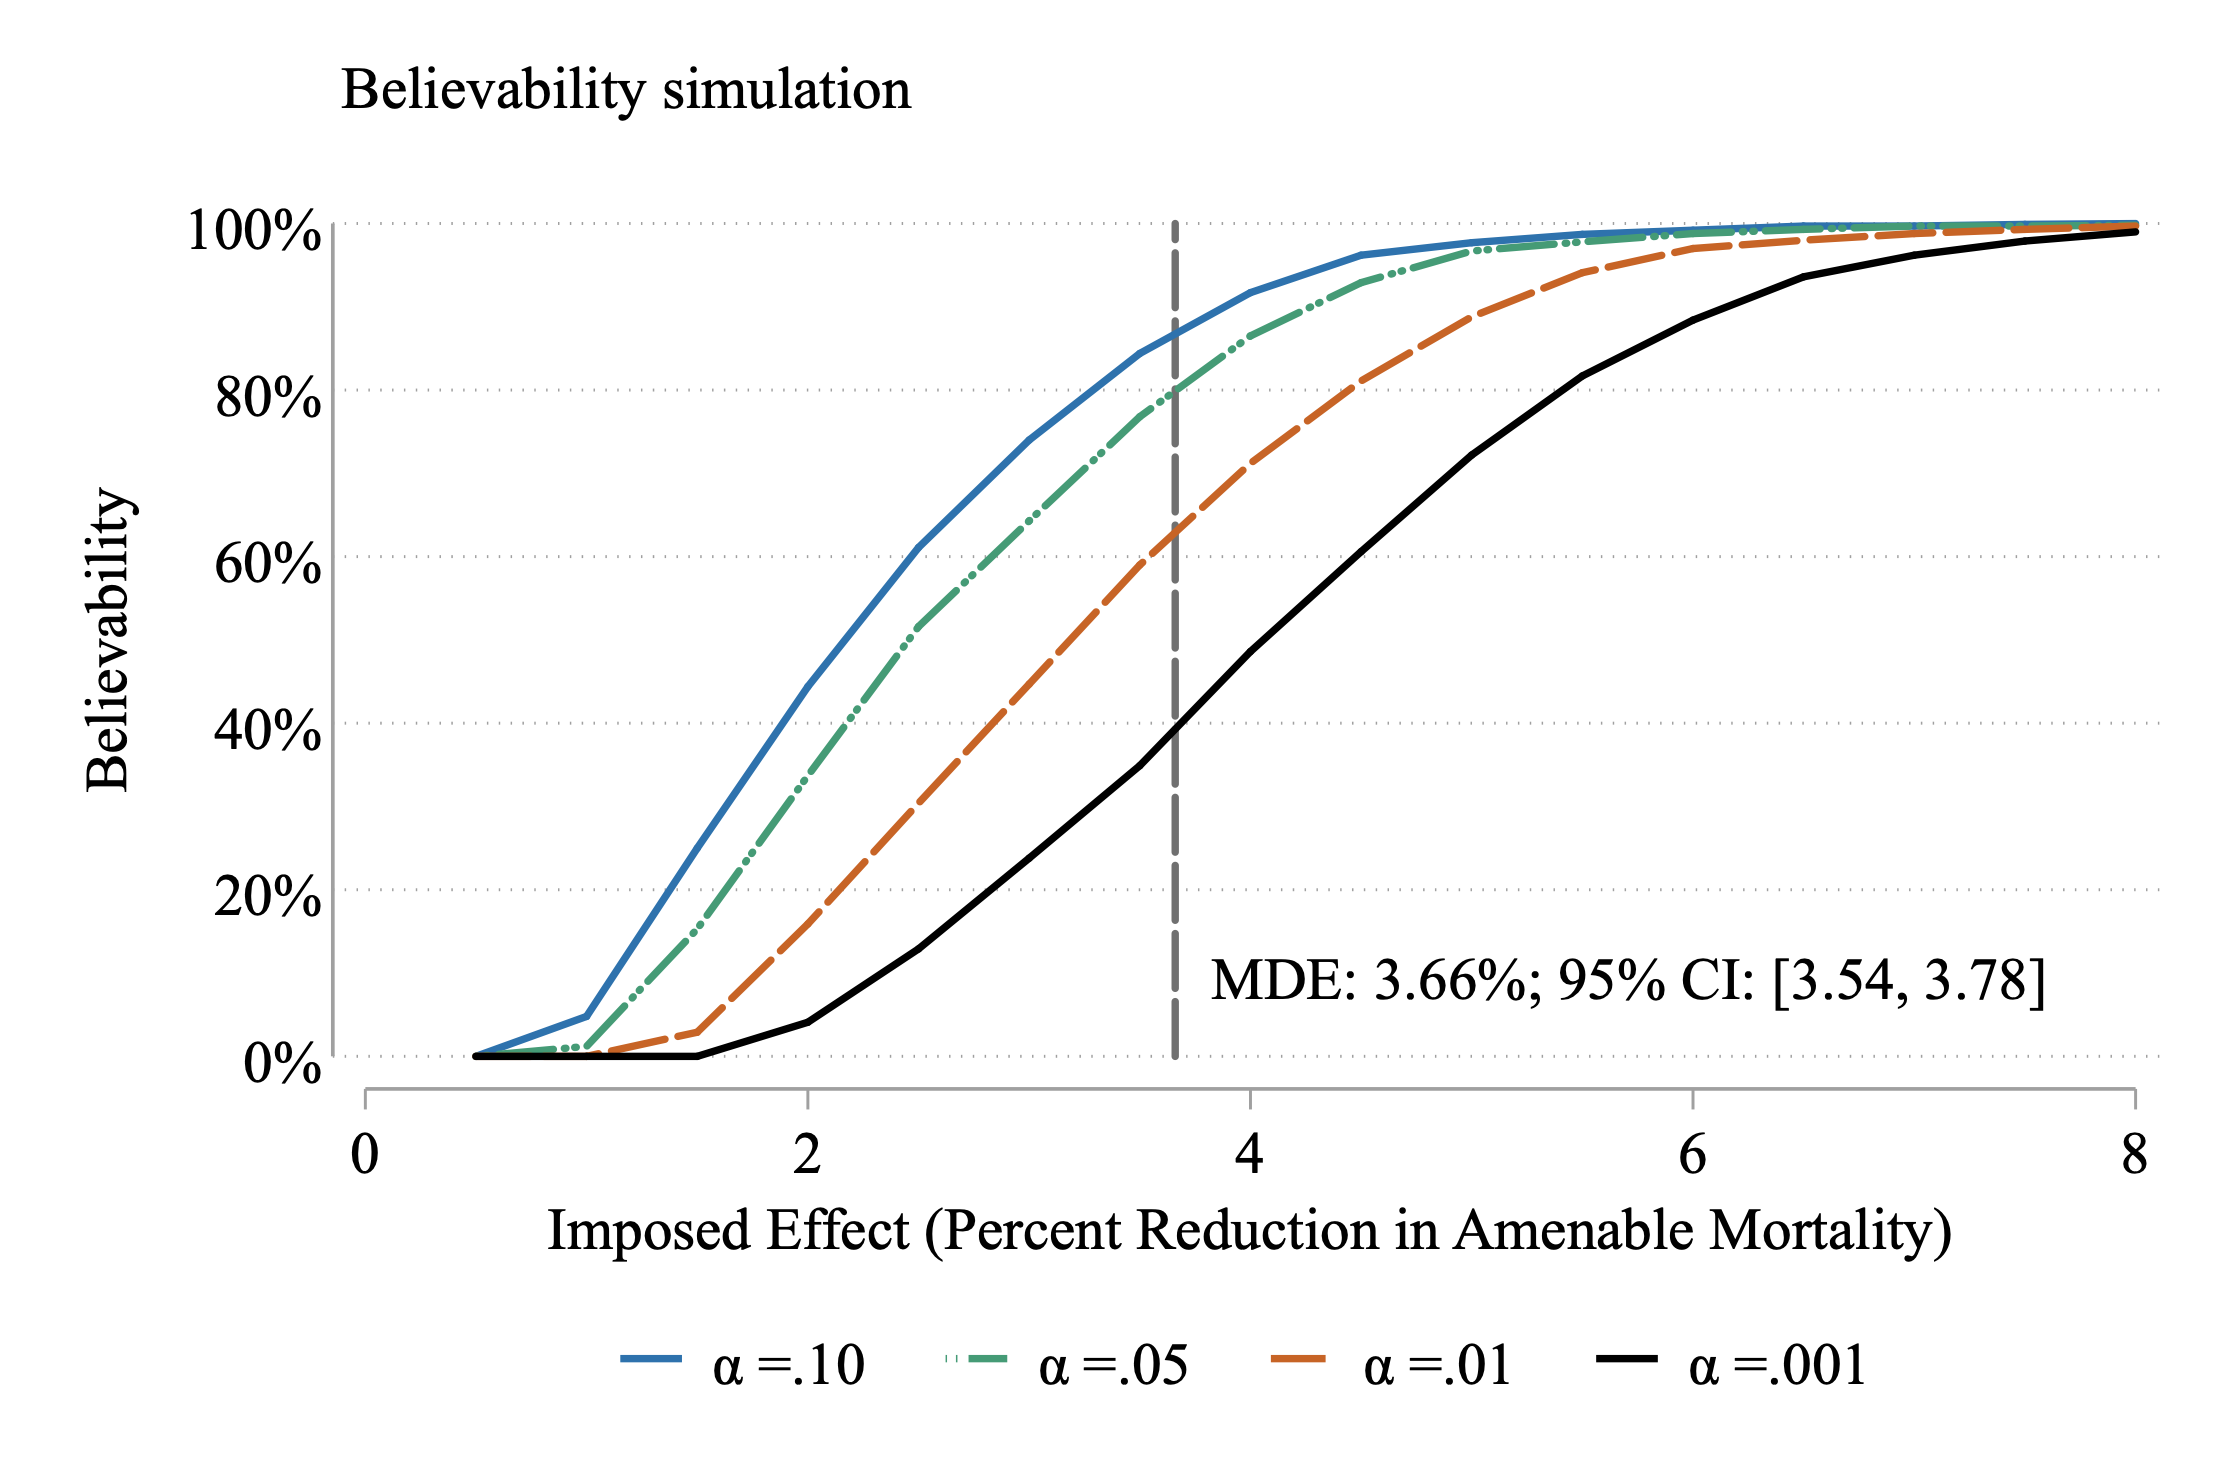 Believability simulation
100%
80%
60%
40%
20%
0%
Believability
MDE: 3.66%; 95% CI: [3.54, 3.78]
0 2 4 6 8
Imposed Effect (Percent Reduction in Amenable Mortality)
α =.10 α =.05 α =.01 α =.001